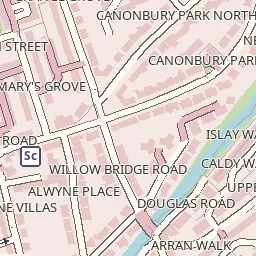 CANONBURY PARK NORTH
STREET
CANONBURY PARK
MARY'S GROVE
ROAD
ISLAY WA
Sc
WILLOW BRIDGE ROAD
CALDY WA
ALWYNE PLACE
UPPE
NE VILLAS
DOUGLAS ROAD
ARRAN WALK